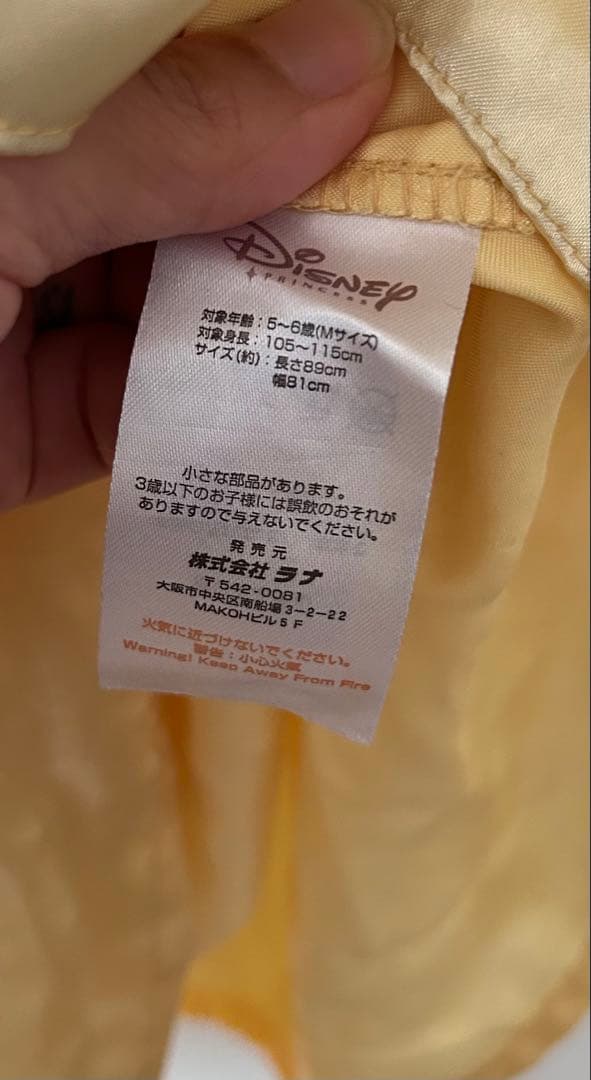 Disney
PRINCESS
対象年齢：5～6歳(Mサイズ)
対象身長：105～115cm
サイズ(約)：長さ89cm
幅81cm
小さな部品があります。
3歳以下のお子様には誤飲のおそれが
ありますので与えないでください。
発売元
株式会社 ラナ
〒542-0081
大阪市中央区南船場3-2-22
MAKOHビル5F
火気に近づけないでください。
警告：小心火氣
Warning! Keep Away From Fire